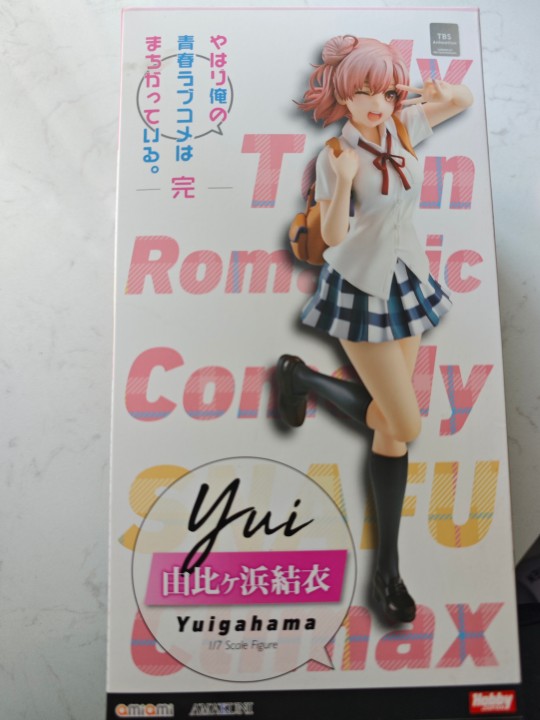 やはり俺の
青春ラブコメは
まちがっている。
完
TBS
My
Teen
Romantic
Comedy
SNAFU
Climax
Yui
由比ヶ浜結衣
Yuigahama
1/7 Scale Figure
amiami
AMAKUNI
Hobby